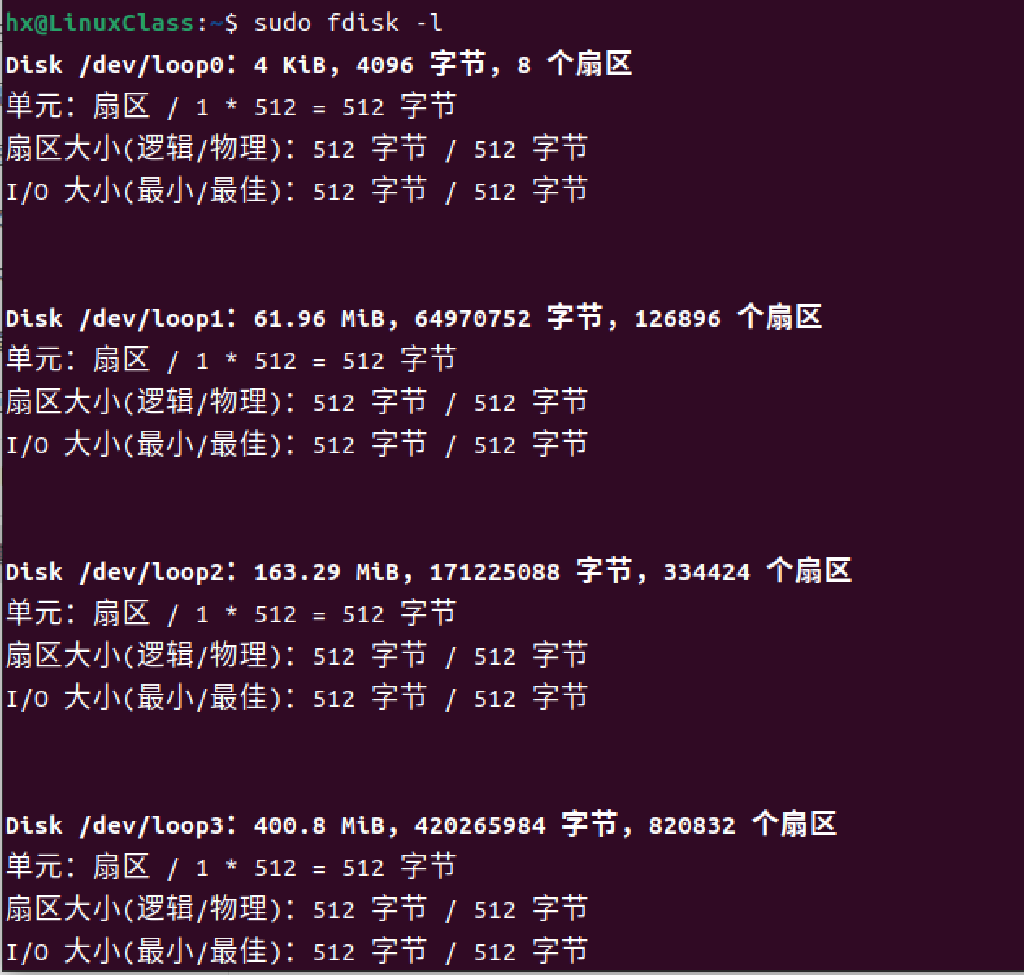 hx@LinuxClass:~$ sudo fdisk -l
Disk /dev/loop0：4 KiB，4096 字节，8 个扇区
单元：扇区 / 1 * 512 = 512 字节
扇区大小(逻辑/物理)：512 字节 / 512 字节
I/O 大小(最小/最佳)：512 字节 / 512 字节
Disk /dev/loop1：61.96 MiB，64970752 字节，126896 个扇区
单元：扇区 / 1 * 512 = 512 字节
扇区大小(逻辑/物理)：512 字节 / 512 字节
I/O 大小(最小/最佳)：512 字节 / 512 字节
Disk /dev/loop2：163.29 MiB，171225088 字节，334424 个扇区
单元：扇区 / 1 * 512 = 512 字节
扇区大小(逻辑/物理)：512 字节 / 512 字节
I/O 大小(最小/最佳)：512 字节 / 512 字节
Disk /dev/loop3：400.8 MiB，420265984 字节，820832 个扇区
单元：扇区 / 1 * 512 = 512 字节
扇区大小(逻辑/物理)：512 字节 / 512 字节
I/O 大小(最小/最佳)：512 字节 / 512 字节